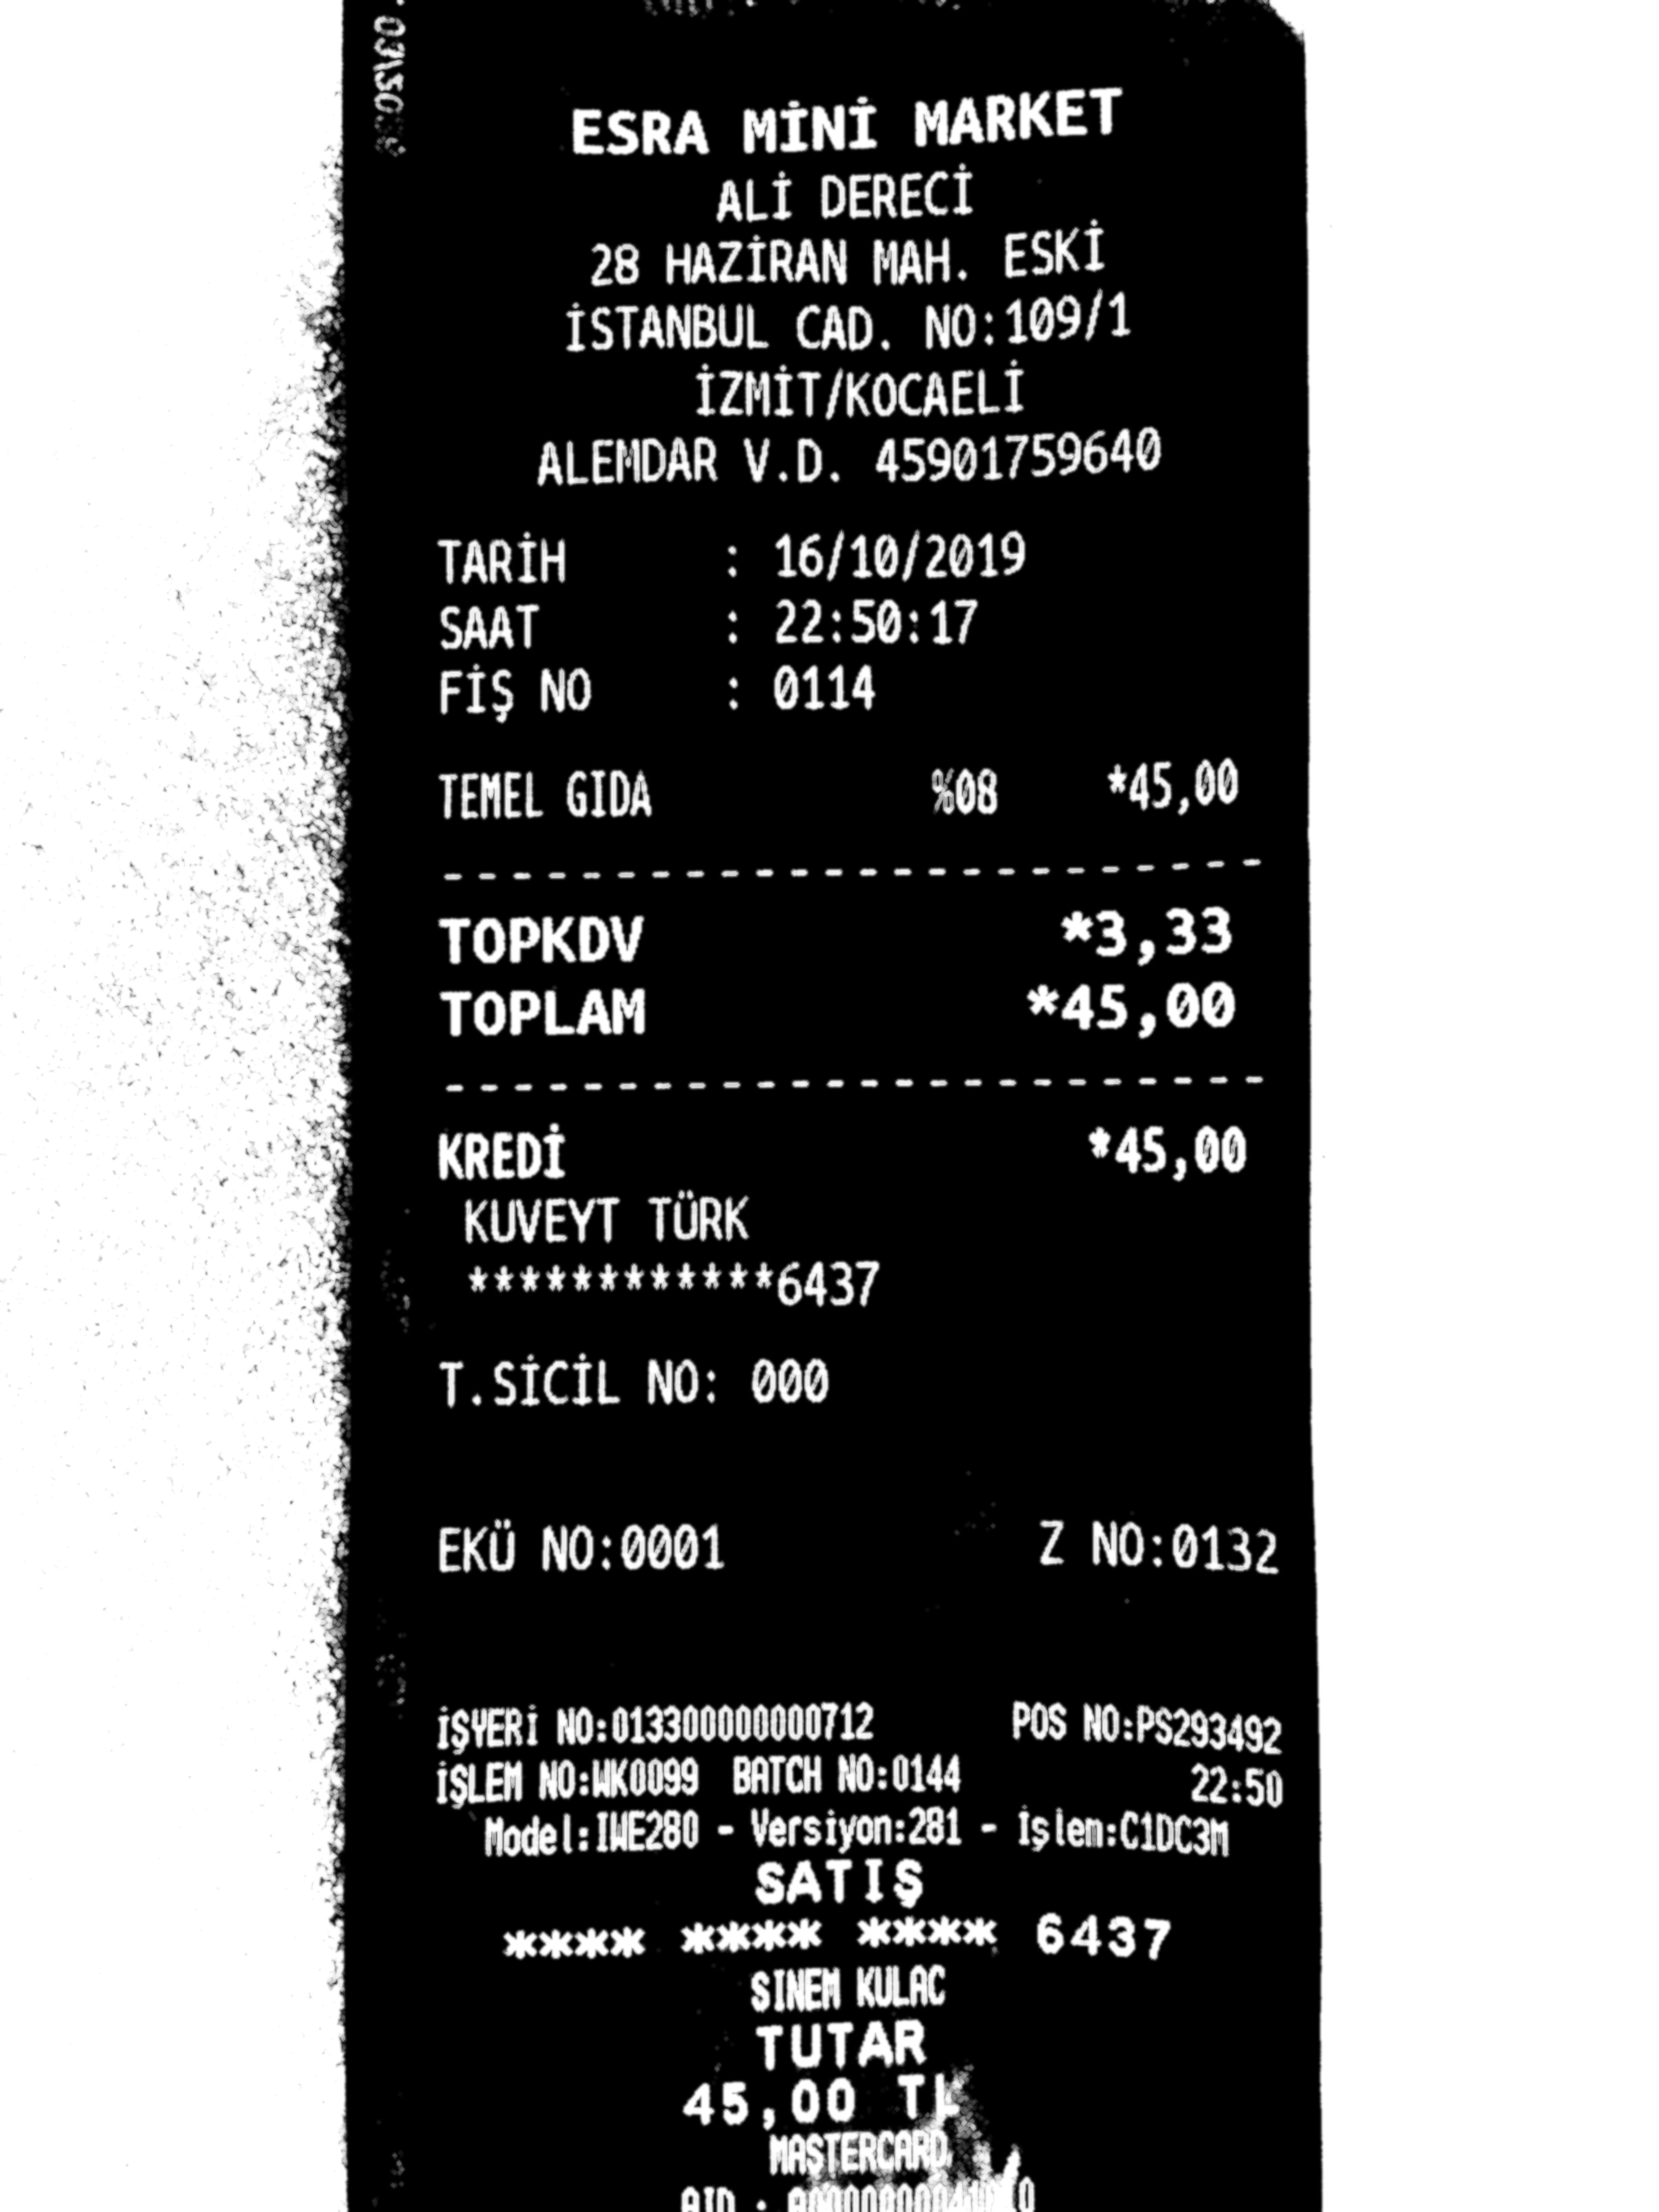 ESRA MİNİ MARKET
ALİ DERECİ
28 HAZİRAN MAH. ESKİ
İSTANBUL CAD. NO:109/1
İZMİT/KOCAELİ
ALEMDAR V.D. 45901759640
TARİH : 16/10/2019
SAAT : 22:50:17
FİŞ NO : 0114
TEMEL GIDA %08 *45,00
------------------------
TOPKDV *3,33
TOPLAM *45,00
------------------------
KREDİ *45,00
KUVEYT TÜRK
************6437
T.SİCİL NO: 000
EKÜ NO:0001 Z NO:0132
İŞYERİ NO:013300000000712 POS NO:PS293492
İŞLEM NO:WK0099 BATCH NO:0144 22:50
Model:IWE280 - Versiyon:281 - İşlem:C1DC3M
SATIŞ
**** **** **** 6437
SINEM KULAC
TUTAR
45,00 TL
MASTERCARD
AID :